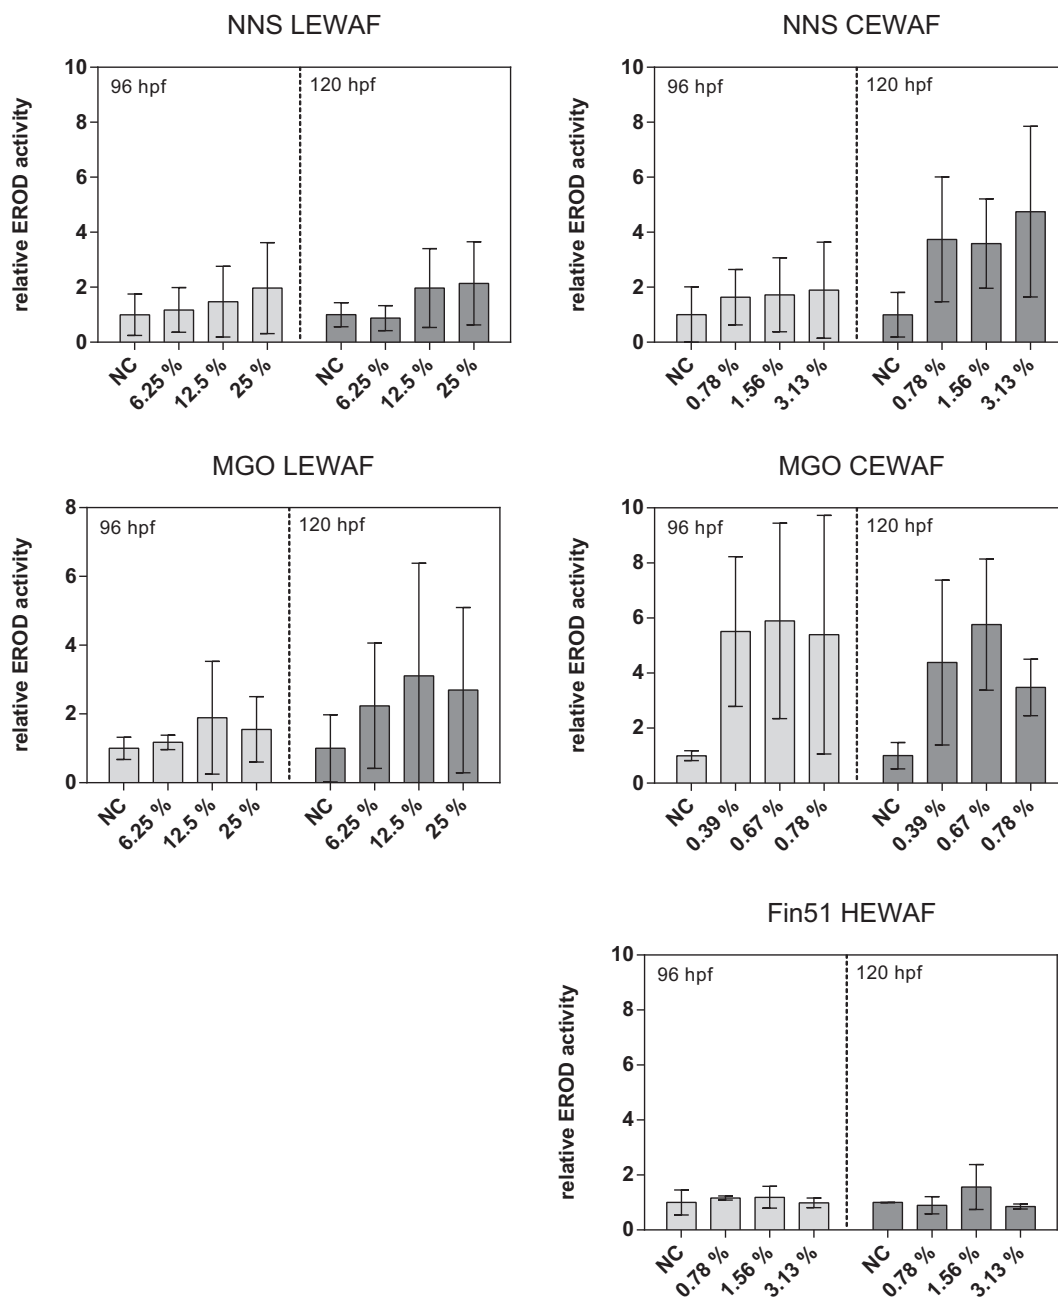 NNS LEWAF
relative EROD activity
10
8
6
4
2
0
96 hpf
120 hpf
NC
6.25 %
12.5 %
25 %
NC
6.25 %
12.5 %
25 %
NNS CEWAF
relative EROD activity
10
8
6
4
2
0
96 hpf
120 hpf
NC
0.78 %
1.56 %
3.13 %
NC
0.78 %
1.56 %
3.13 %
MGO LEWAF
relative EROD activity
8
6
4
2
0
96 hpf
120 hpf
NC
6.25 %
12.5 %
25 %
NC
6.25 %
12.5 %
25 %
MGO CEWAF
relative EROD activity
10
8
6
4
2
0
96 hpf
120 hpf
NC
0.39 %
0.67 %
0.78 %
NC
0.39 %
0.67 %
0.78 %
Fin51 HEWAF
relative EROD activity
10
8
6
4
2
0
96 hpf
120 hpf
NC
0.78 %
1.56 %
3.13 %
NC
0.78 %
1.56 %
3.13 %